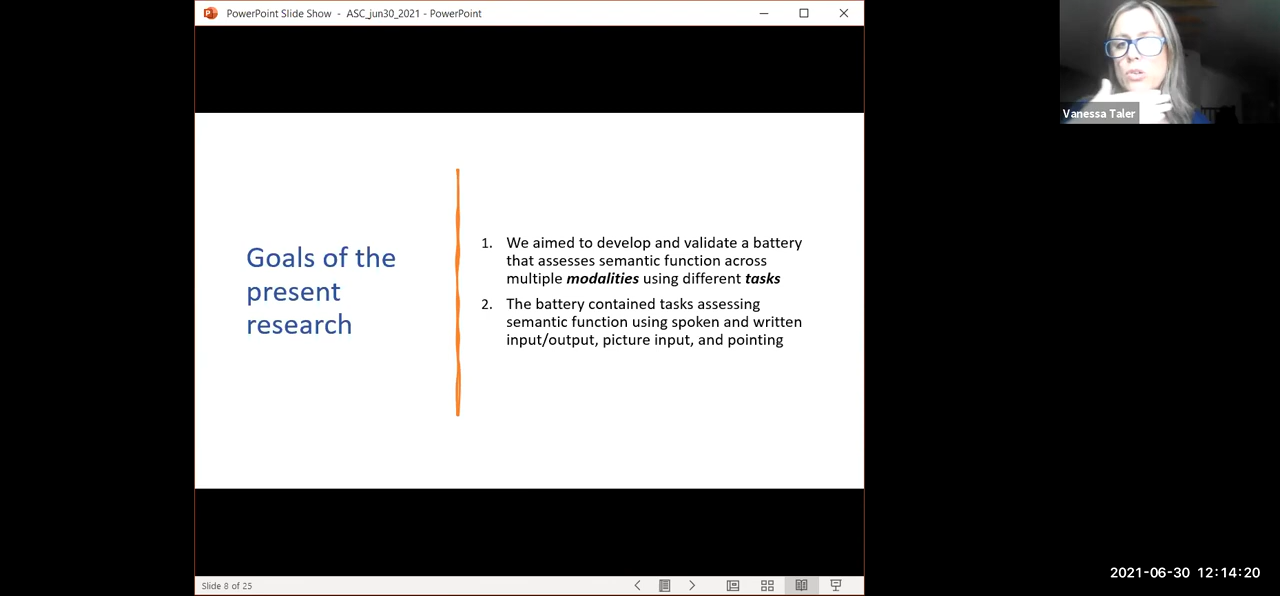 PowerPoint Slide Show - ASC_jun30_2021 - PowerPoint
Vanessa Taler
Goals of the
present
research
1. We aimed to develop and validate a battery
that assesses semantic function across
multiple modalities using different tasks
2. The battery contained tasks assessing
semantic function using spoken and written
input/output, picture input, and pointing
Slide 8 of 25
2021-06-30 12:14:20